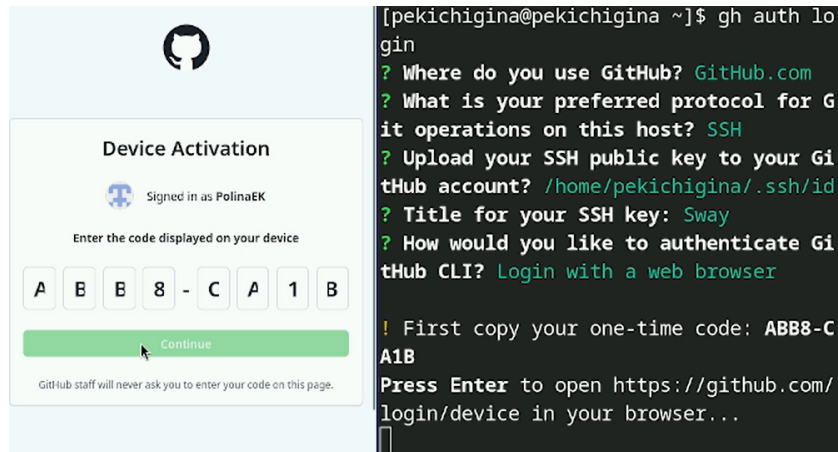 Device Activation
Signed in as PolinaEK
Enter the code displayed on your device
A B B 8 - C A 1 B
Continue
GitHub staff will never ask you to enter your code on this page.
[pekichigina@pekichigina ~]$ gh auth lo
gin
? Where do you use GitHub? GitHub.com
? What is your preferred protocol for G
it operations on this host? SSH
? Upload your SSH public key to your Gi
tHub account? /home/pekichigina/.ssh/id
? Title for your SSH key: Sway
? How would you like to authenticate Gi
tHub CLI? Login with a web browser
! First copy your one-time code: ABB8-C
A1B
Press Enter to open https://github.com/
login/device in your browser...